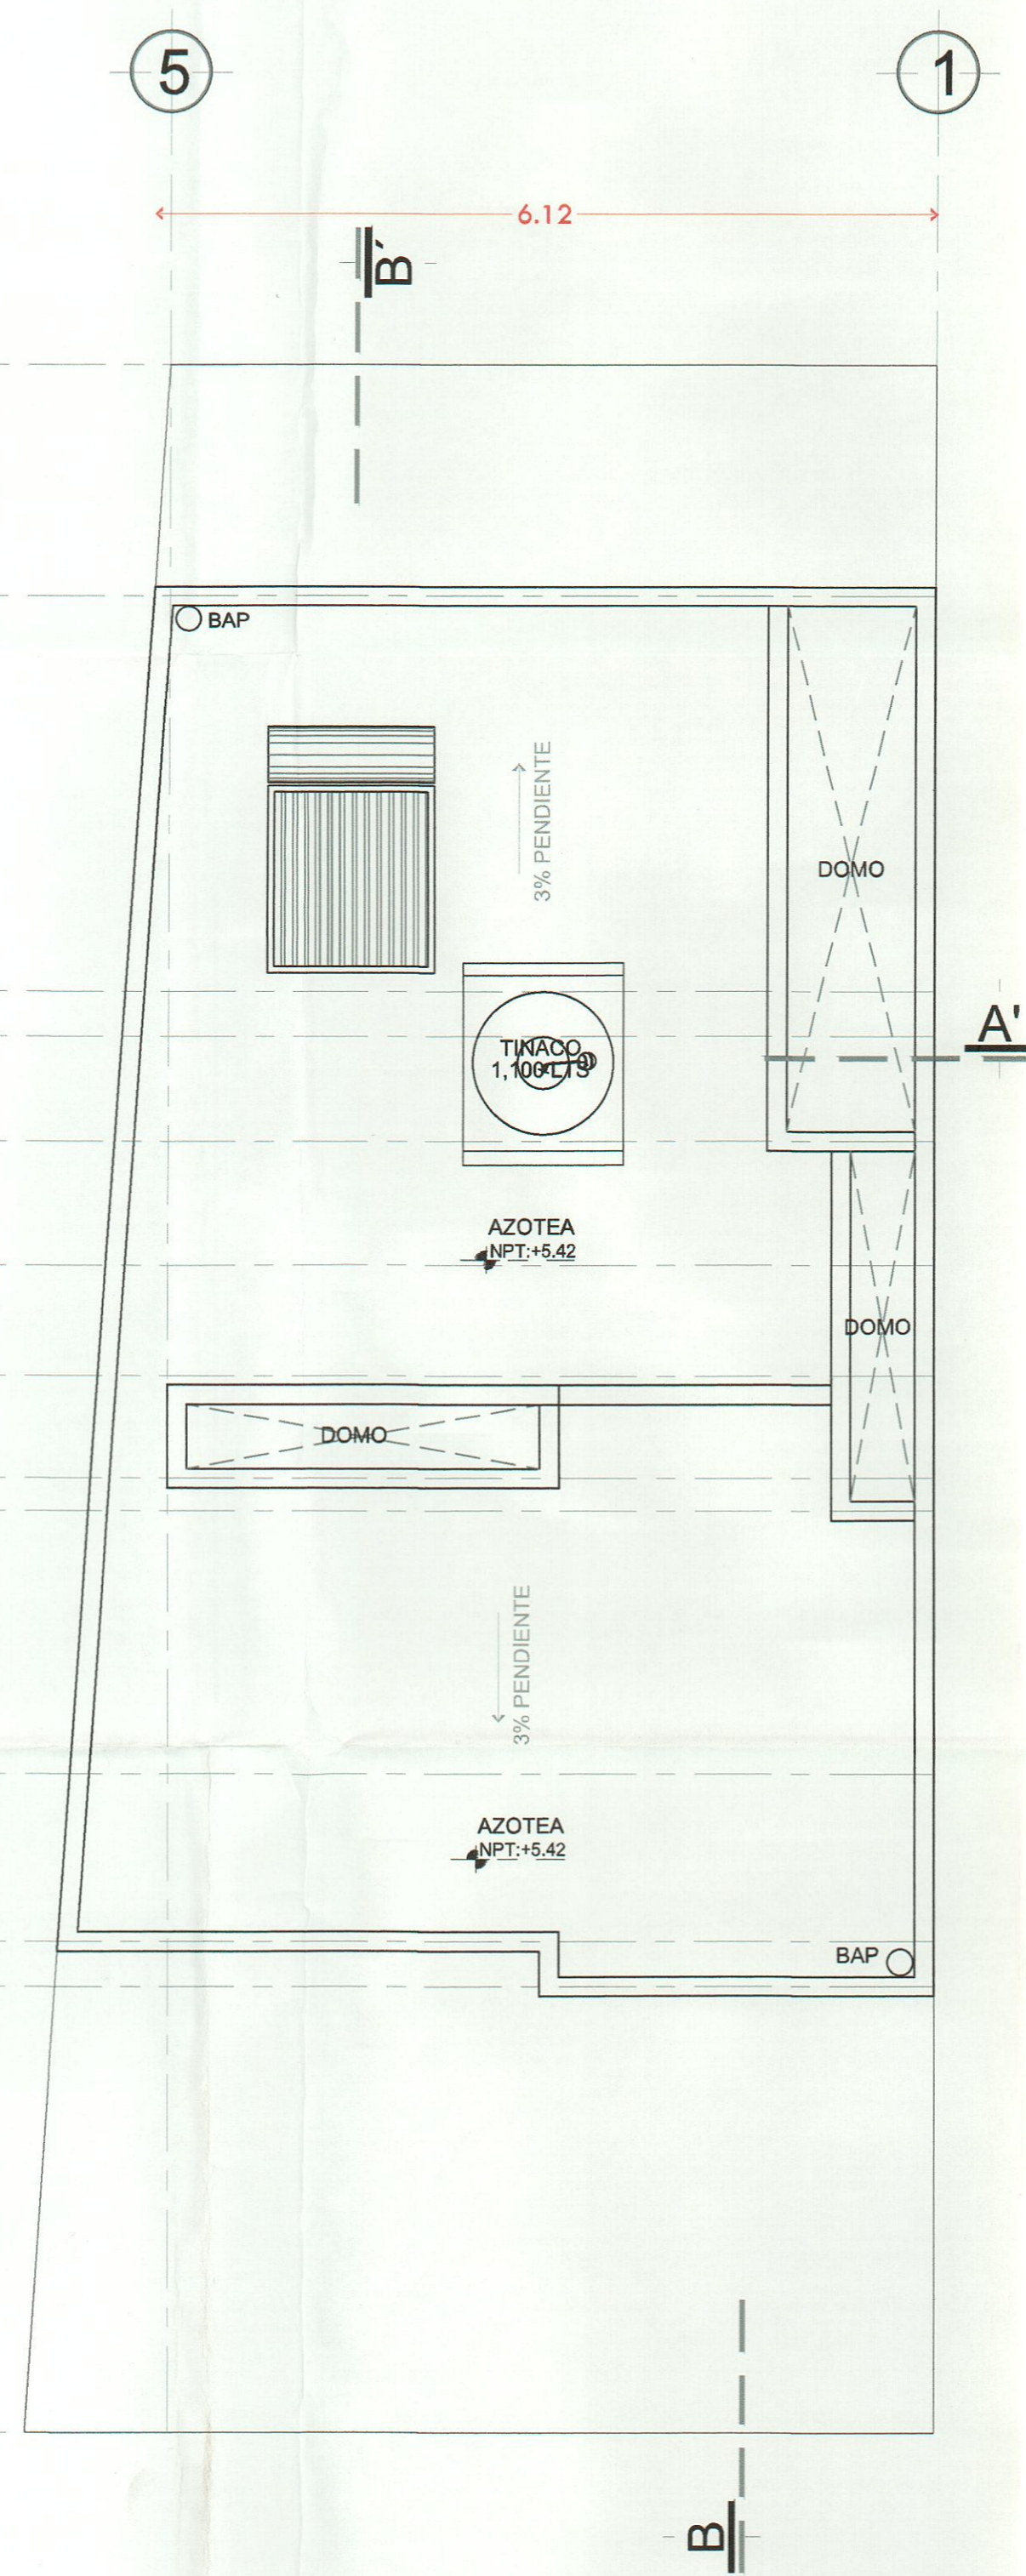 5
1
6.12
B´
BAP
3% PENDIENTE
DOMO
A'
TINACO
1,100 LTS
AZOTEA
NPT:+5.42
DOMO
DOMO
3% PENDIENTE
AZOTEA
NPT:+5.42
BAP
B